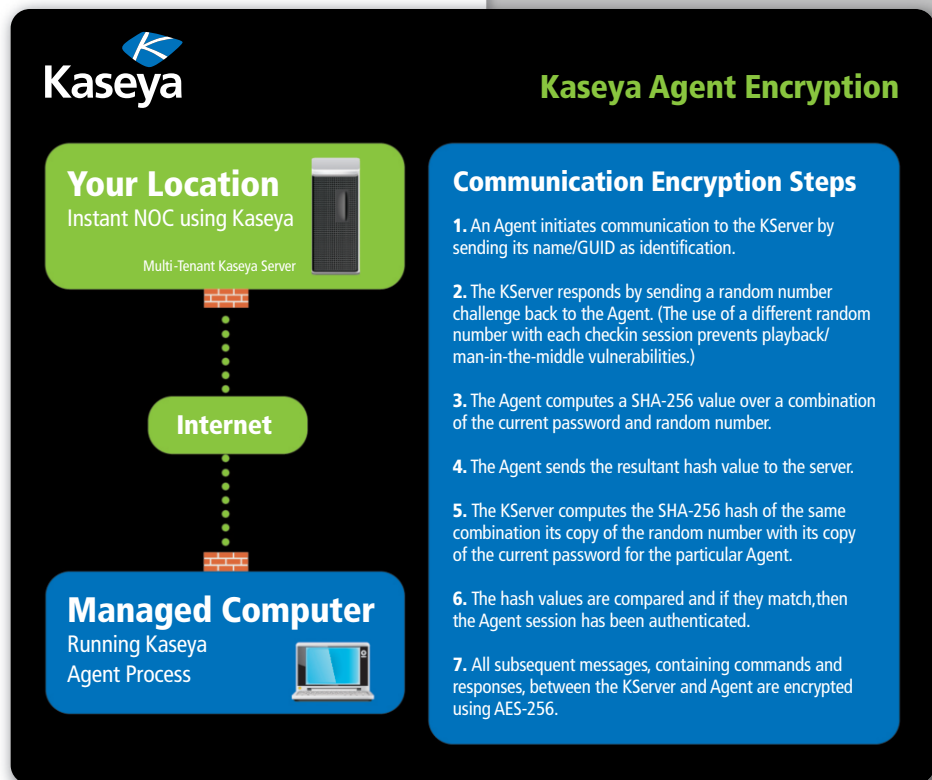 Kaseya
Kaseya Agent Encryption
Your Location
Instant NOC using Kaseya
Multi-Tenant Kaseya Server
Internet
Managed Computer
Running Kaseya
Agent Process
Communication Encryption Steps
1. An Agent initiates communication to the KServer by
sending its name/GUID as identification.
2. The KServer responds by sending a random number
challenge back to the Agent. (The use of a different random
number with each checkin session prevents playback/
man-in-the-middle vulnerabilities.)
3. The Agent computes a SHA-256 value over a combination
of the current password and random number.
4. The Agent sends the resultant hash value to the server.
5. The KServer computes the SHA-256 hash of the same
combination its copy of the random number with its copy
of the current password for the particular Agent.
6. The hash values are compared and if they match,then
the Agent session has been authenticated.
7. All subsequent messages, containing commands and
responses, between the KServer and Agent are encrypted
using AES-256.